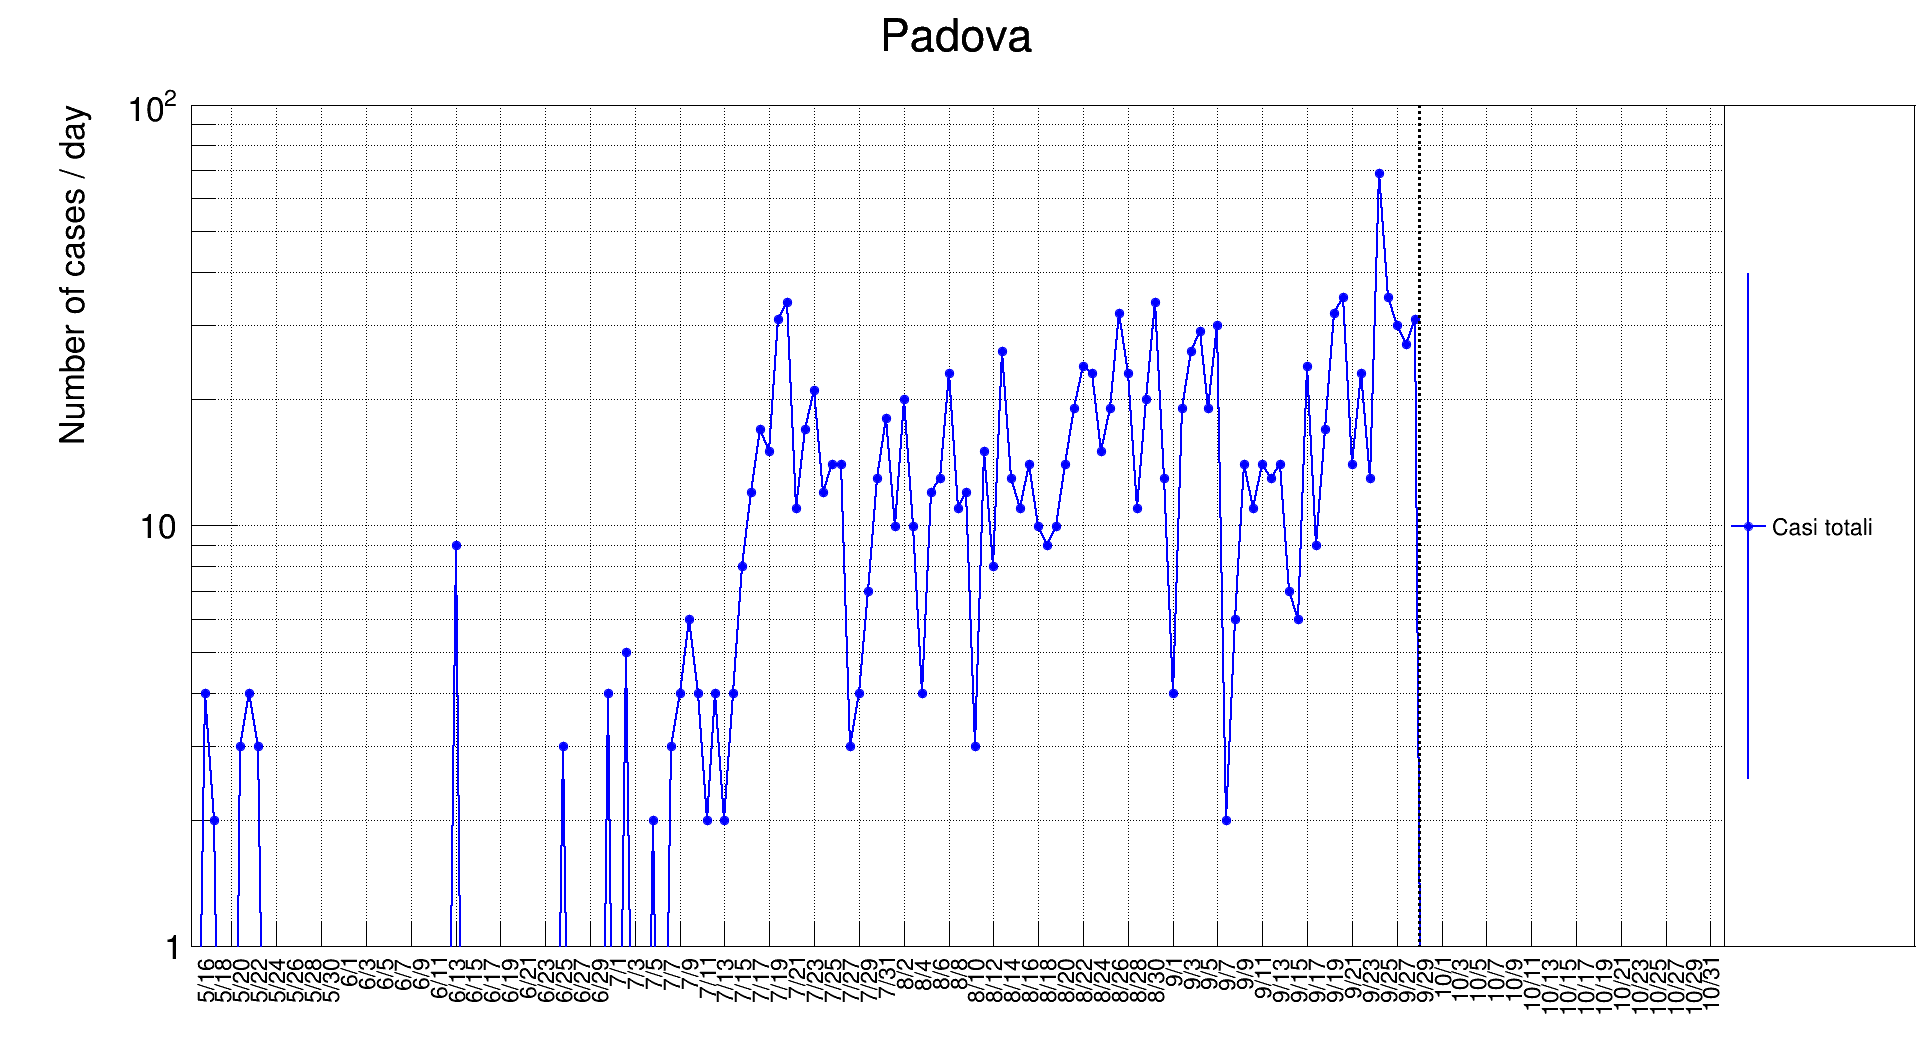 Padova
Number of cases / day
10²
10
1
5/16 5/18 5/20 5/22 5/24 5/26 5/28 5/30 6/1 6/3 6/5 6/7 6/9 6/11 6/13 6/15 6/17 6/19 6/21 6/23 6/25 6/27 6/29 7/1 7/3 7/5 7/7 7/9 7/11 7/13 7/15 7/17 7/19 7/21 7/23 7/25 7/27 7/29 7/31 8/2 8/4 8/6 8/8 8/10 8/12 8/14 8/16 8/18 8/20 8/22 8/24 8/26 8/28 8/30 9/1 9/3 9/5 9/7 9/9 9/11 9/13 9/15 9/17 9/19 9/21 9/23 9/25 9/27 9/29 10/1 10/3 10/5 10/7 10/9 10/11 10/13 10/15 10/17 10/19 10/21 10/23 10/25 10/27 10/29 10/31
Casi totali